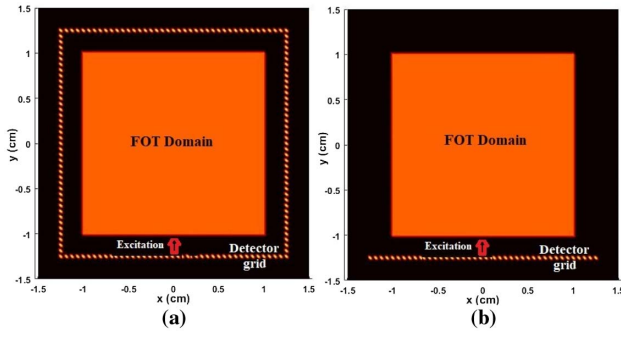 1.5
1
0.5
0
-0.5
-1
-1.5
y (cm)
FOT Domain
Excitation
Detector
grid
-1.5 -1 -0.5 0 0.5 1 1.5
x (cm)
(a)
1.5
1
0.5
0
-0.5
-1
-1.5
y (cm)
FOT Domain
Excitation
Detector
grid
-1.5 -1 -0.5 0 0.5 1 1.5
x (cm)
(b)